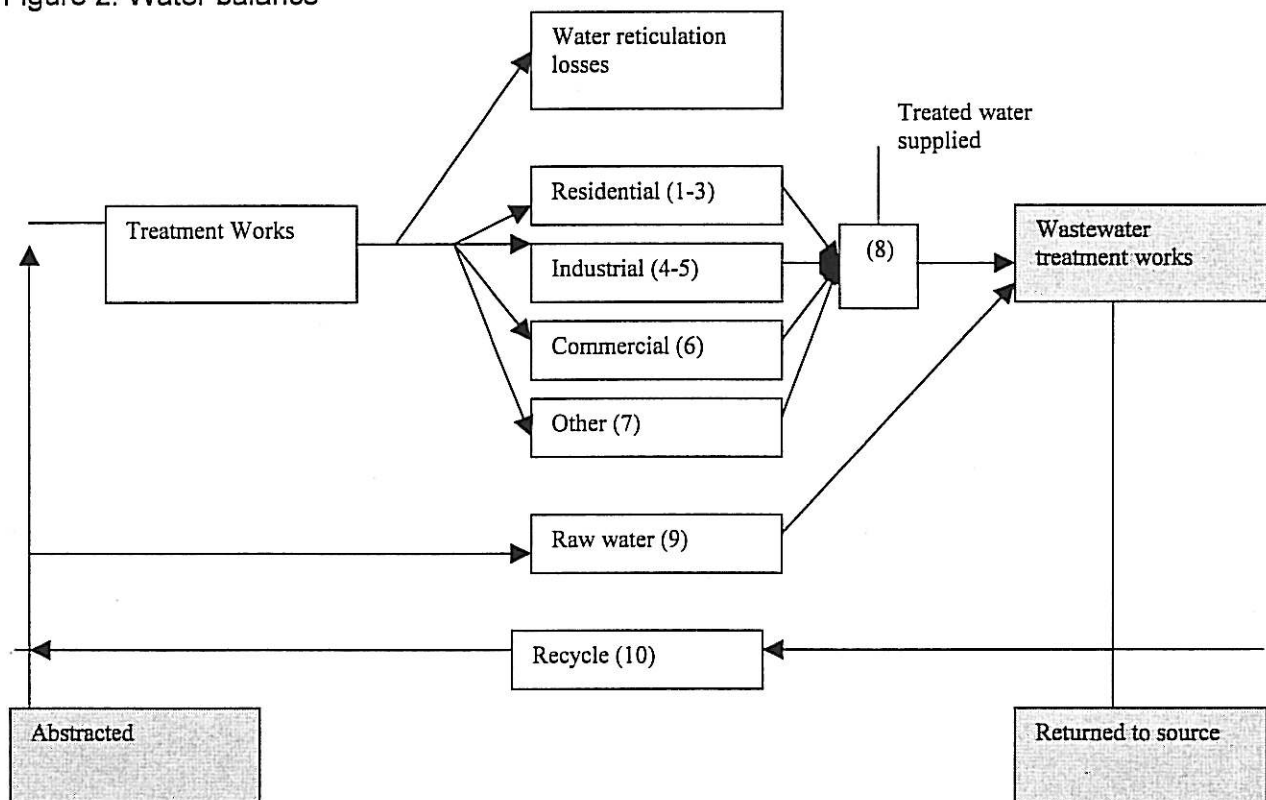 Figure 2. Water balance
Water reticulation
losses
Treated water
supplied
Residential (1-3)
Treatment Works
(8)
Wastewater
treatment works
Industrial (4-5)
Commercial (6)
Other (7)
Raw water (9)
Recycle (10)
Abstracted
Returned to source